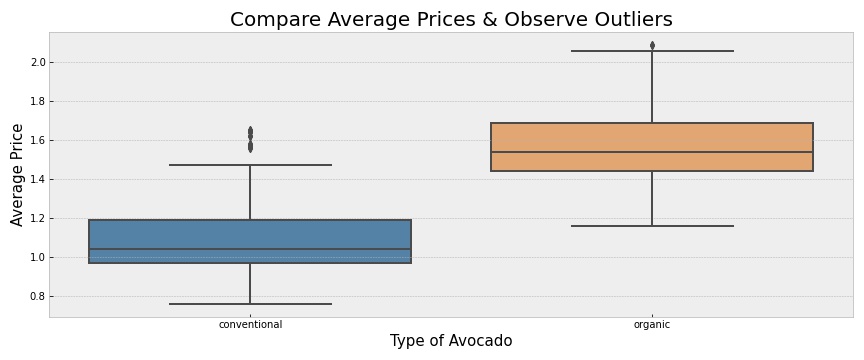 Compare Average Prices & Observe Outliers
Average Price
2.0
1.8
1.6
1.4
1.2
1.0
0.8
conventional
organic
Type of Avocado